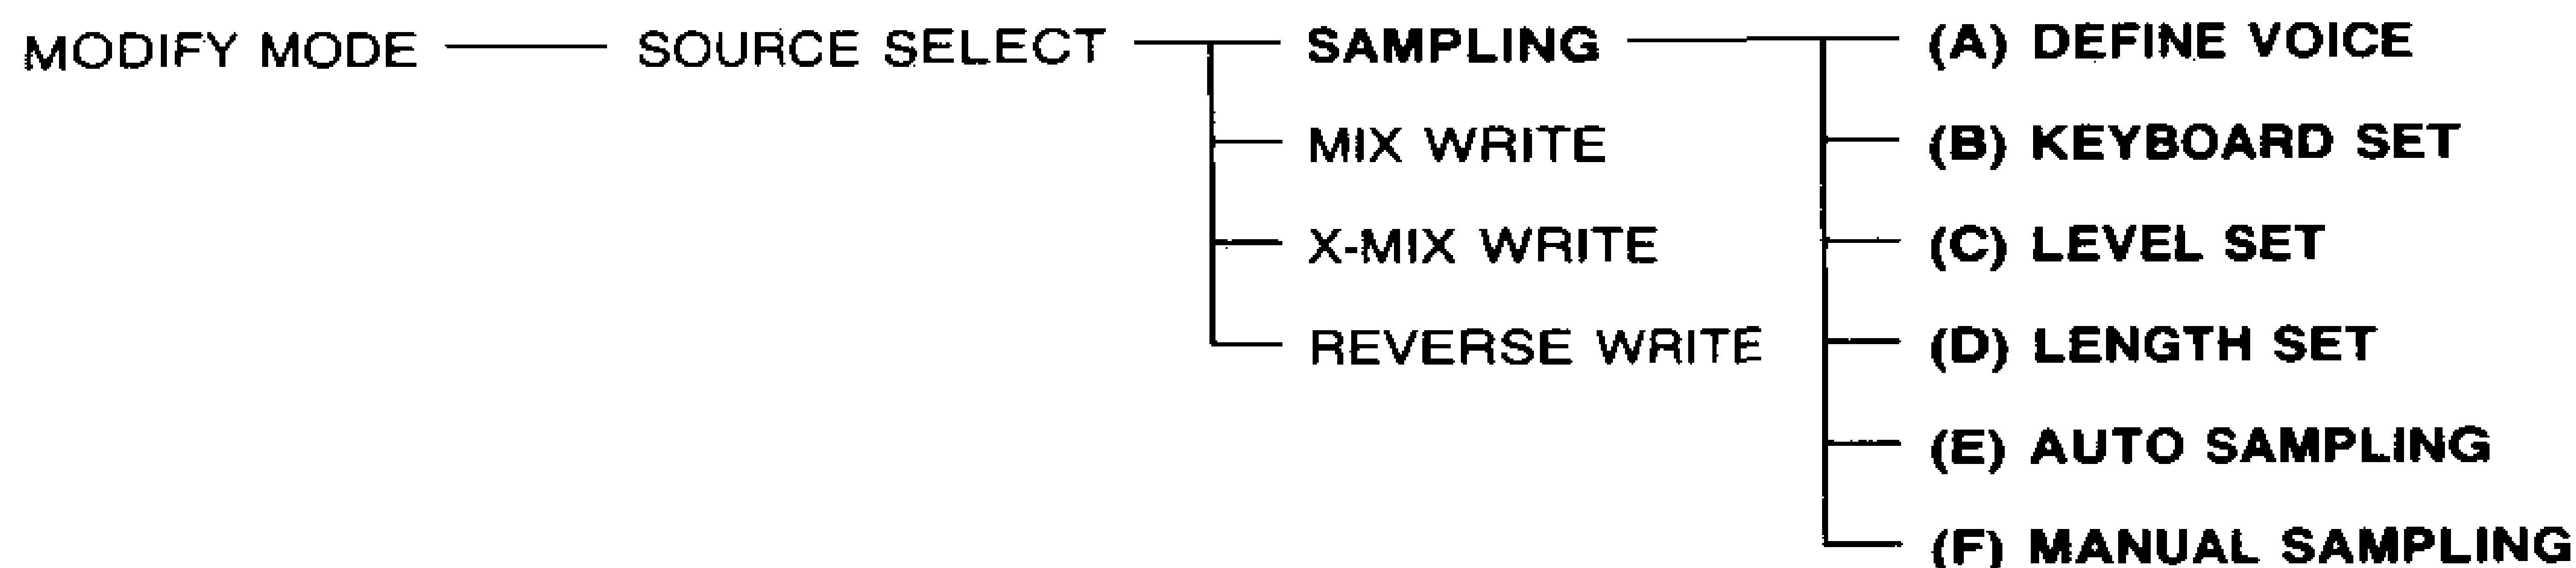 MODIFY MODE SOURCE SELECT SAMPLING (A) DEFINE VOICE
MIX WRITE (B) KEYBOARD SET
X-MIX WRITE (C) LEVEL SET
REVERSE WRITE (D) LENGTH SET
(E) AUTO SAMPLING
(F) MANUAL SAMPLING